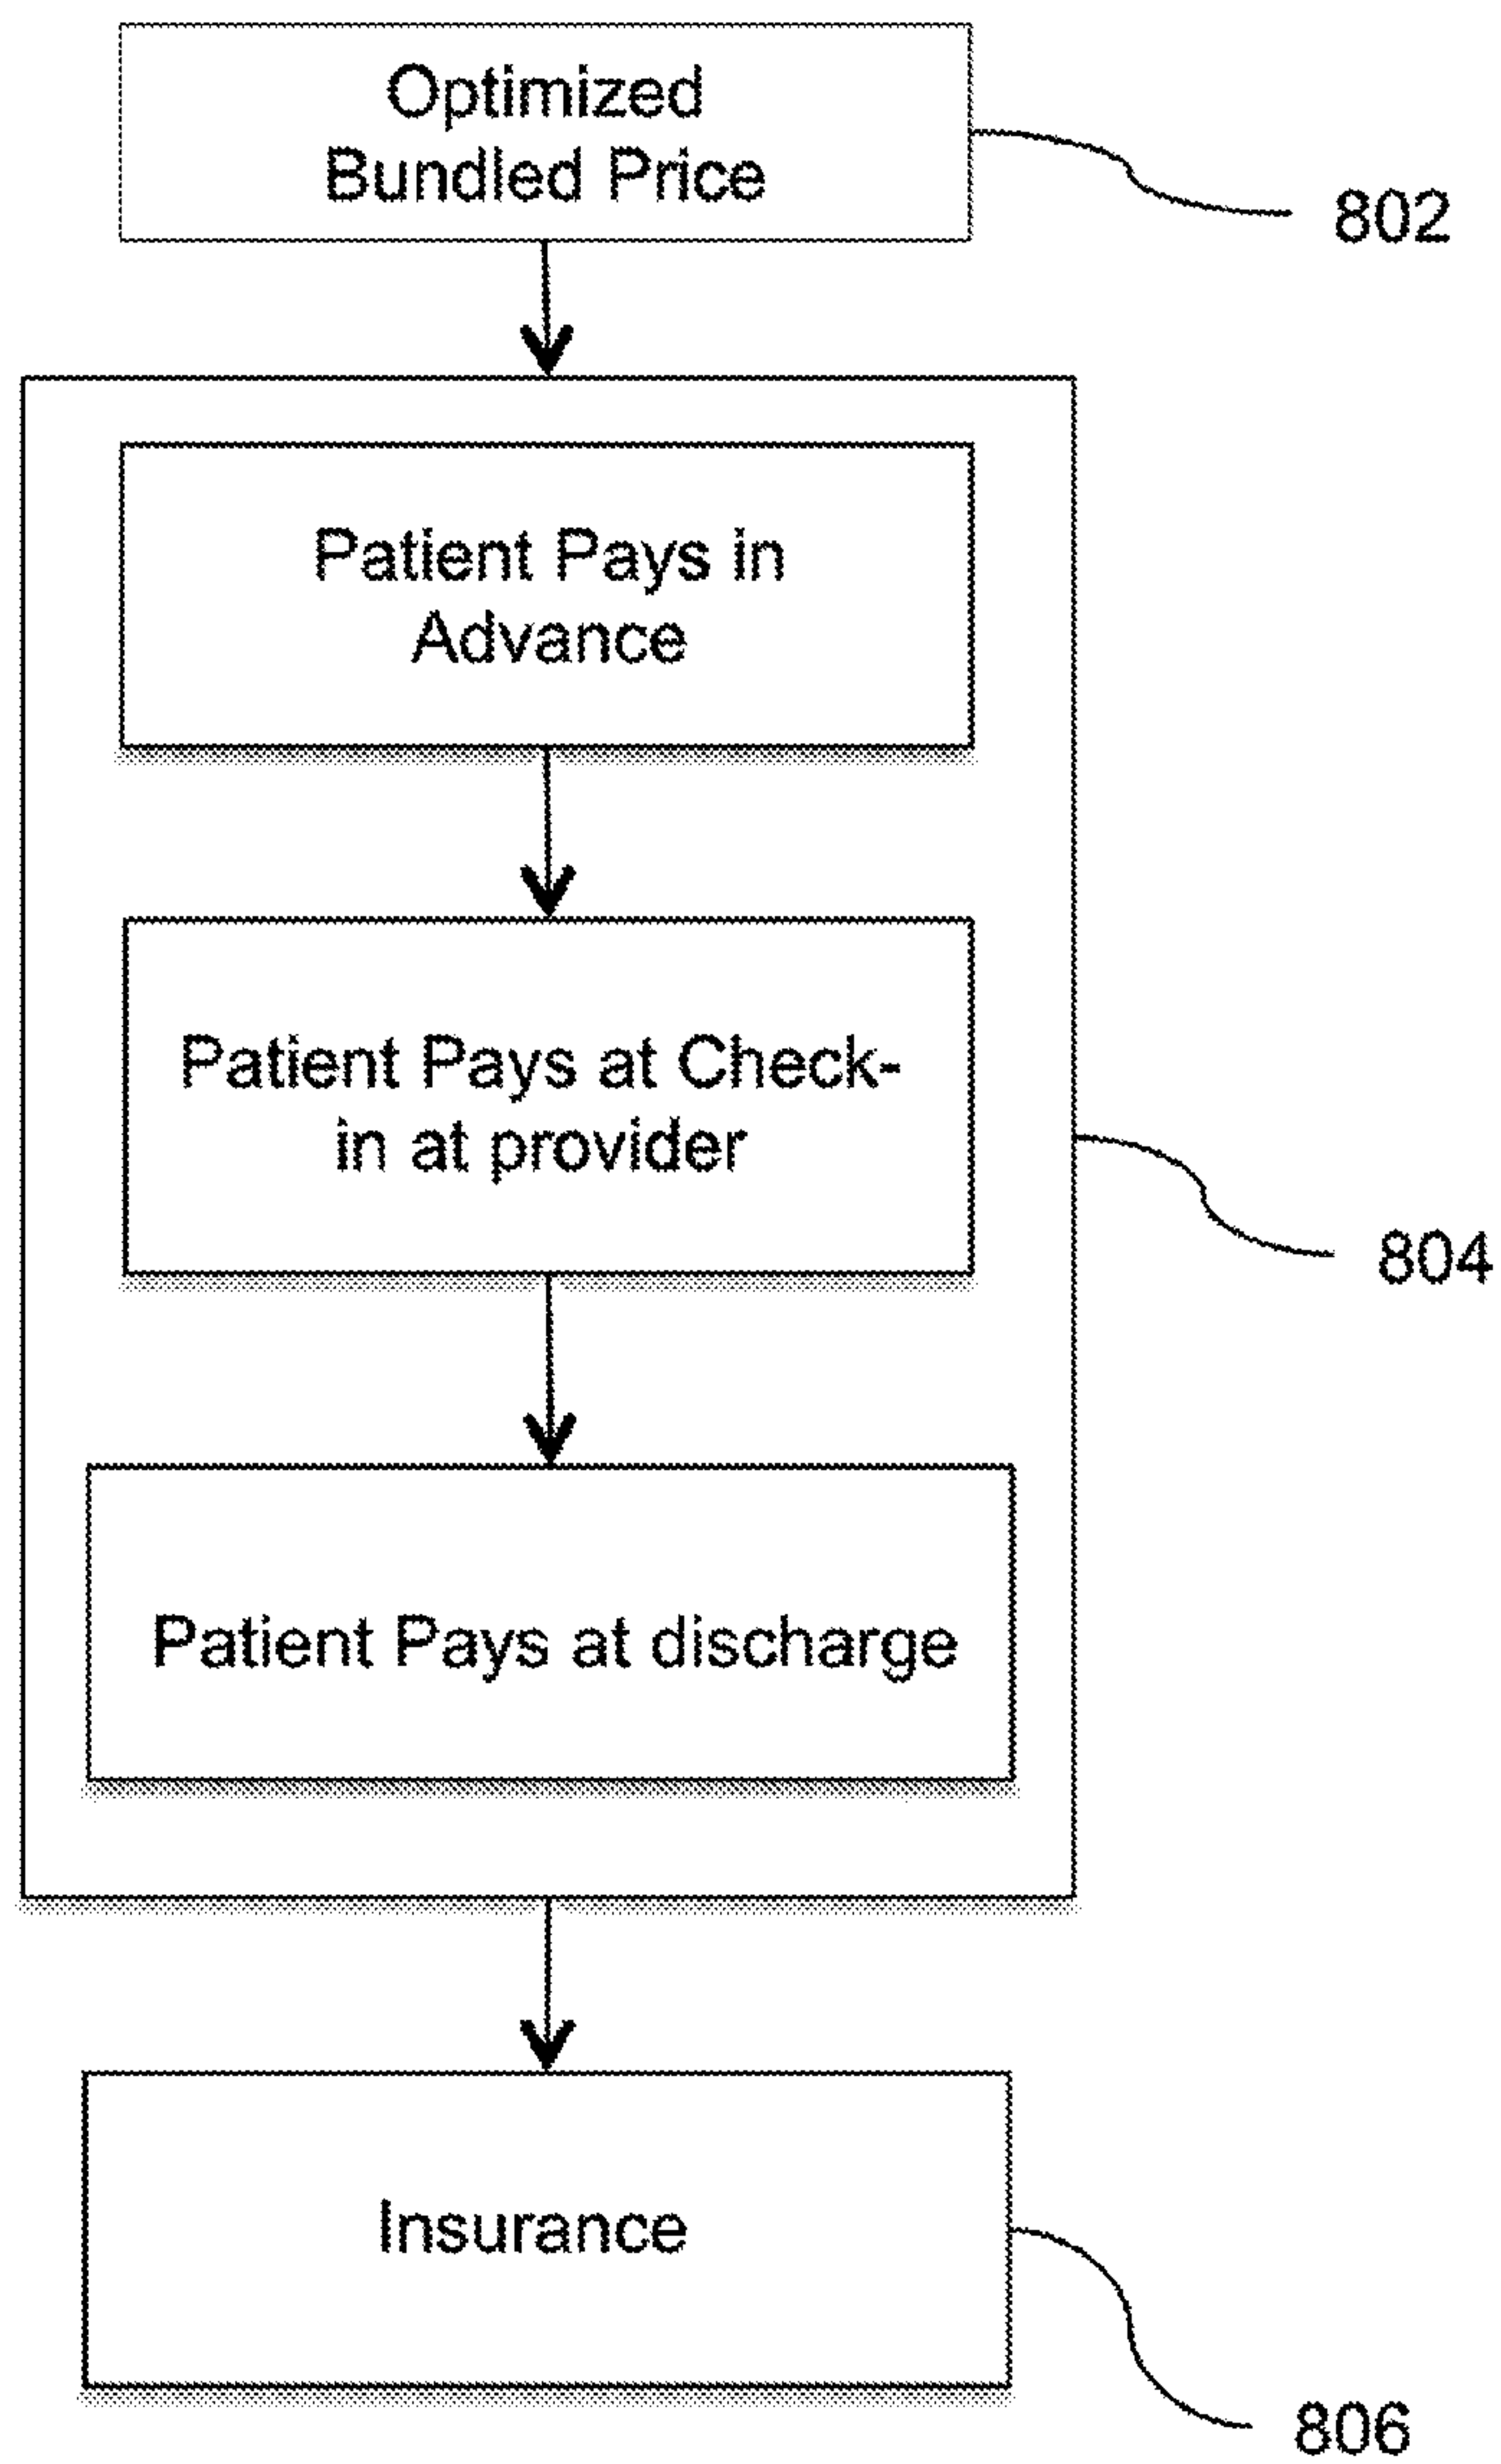 Optimized
Bundled Price
802
Patient Pays in
Advance
Patient Pays at Check-
in at provider
804
Patient Pays at discharge
Insurance
806